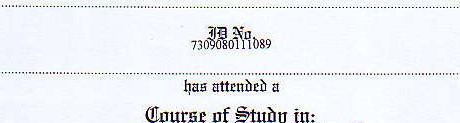 ID No.
7309080111089
has attended a
Course of Study in: